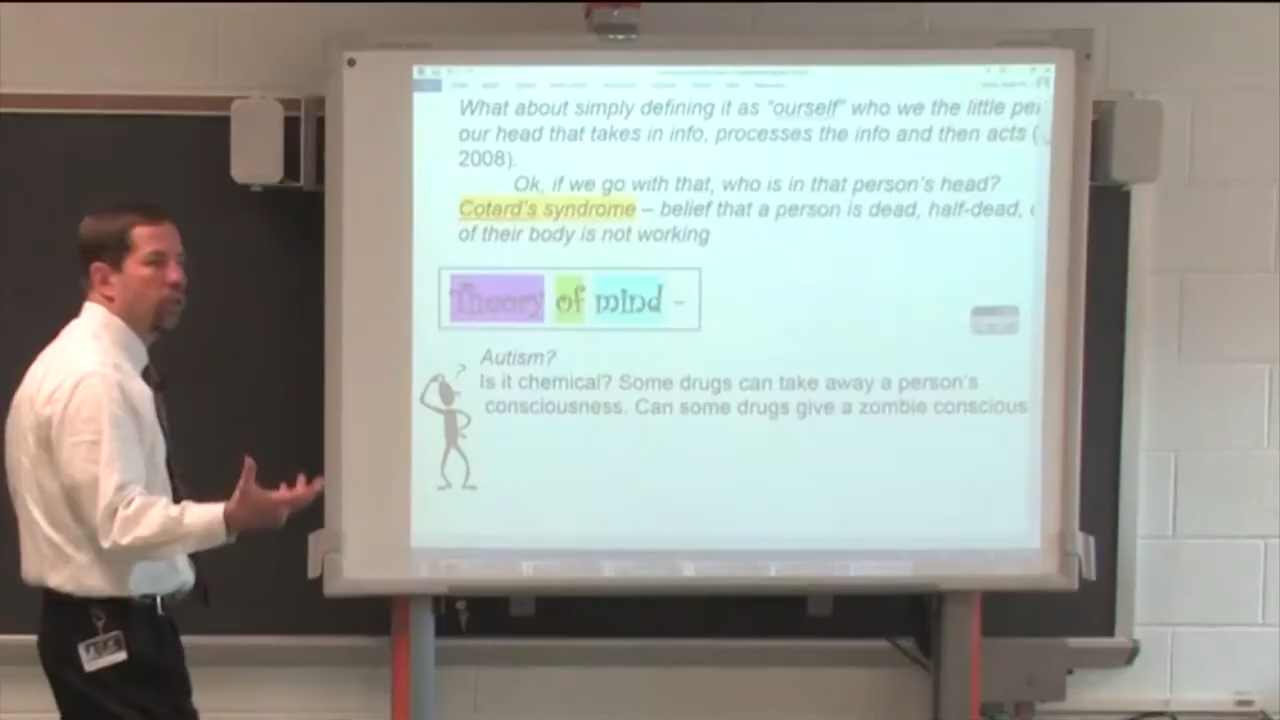 What about simply defining it as "ourself" who we the little
our head that takes in info, processes the info and then acts (
2008).
Ok, if we go with that, who is in that person's head?
Cotard's syndrome – belief that a person is dead, half-dead,
of their body is not working
Theory of mind -
?
Autism?
Is it chemical? Some drugs can take away a person's
consciousness. Can some drugs give a zombie conscious